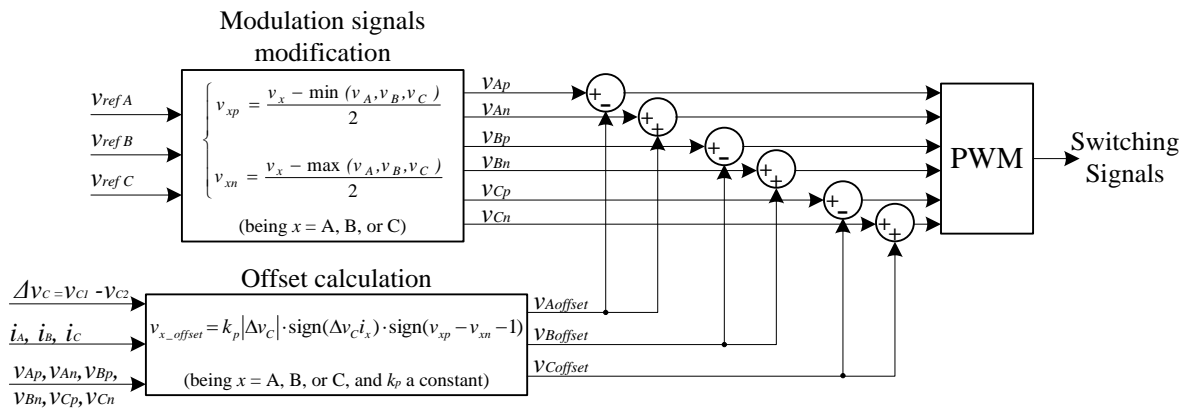 Modulation signals
modification
v_ref A
v_ref B
v_ref C
v_xp = (v_x − min (v_A, v_B, v_C)) / 2
v_xn = (v_x − max (v_A, v_B, v_C)) / 2
(being x = A, B, or C)
v_Ap
v_An
v_Bp
v_Bn
v_Cp
v_Cn
+ -
+ +
+ -
+ +
+ -
+ +
PWM
Switching
Signals
Offset calculation
Δv_C = v_C1 - v_C2
i_A, i_B, i_C
v_Ap, v_An, v_Bp,
v_Bn, v_Cp, v_Cn
v_x_offset = k_p |Δv_C| · sign(Δv_C i_x) · sign(v_xp − v_xn − 1)
(being x = A, B, or C, and k_p a constant)
v_Aoffset
v_Boffset
v_Coffset